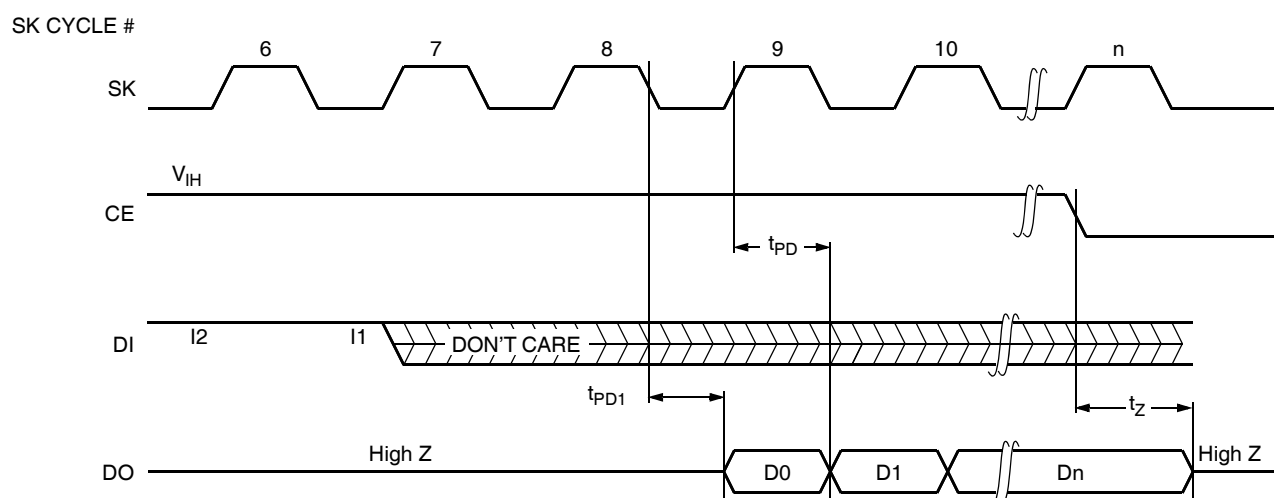 SK CYCLE #
6 7 8 9 10 n
SK
V_IH
CE
t_PD
I2 I1
DI DON'T CARE
t_PD1 t_Z
High Z High Z
DO D0 D1 Dn